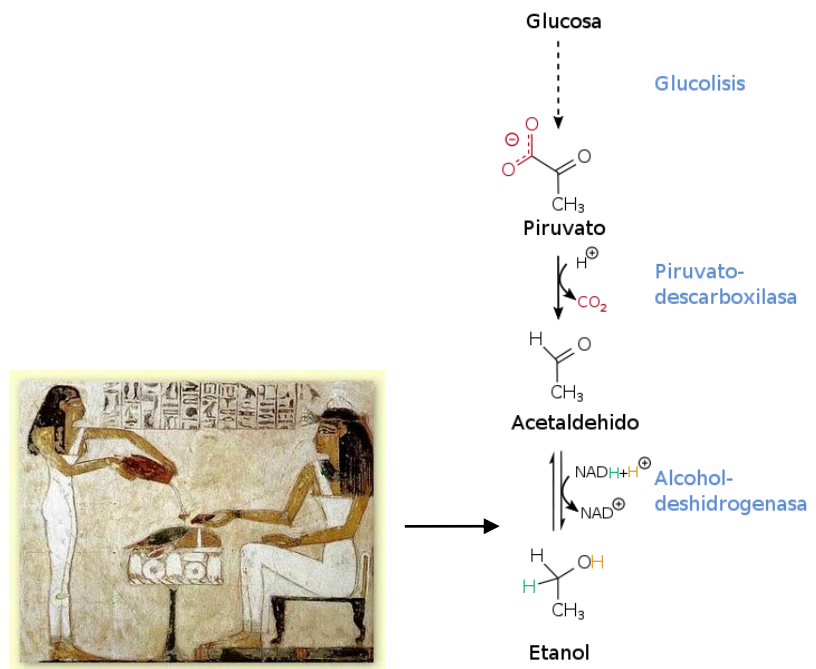 Glucosa
Glucolisis
O
⊖
O
O
CH₃
Piruvato
H⊕
CO₂
Piruvato-
descarboxilasa
H
O
CH₃
Acetaldehido
NADH+H⊕
NAD⊕
Alcohol-
deshidrogenasa
H
OH
H
CH₃
Etanol